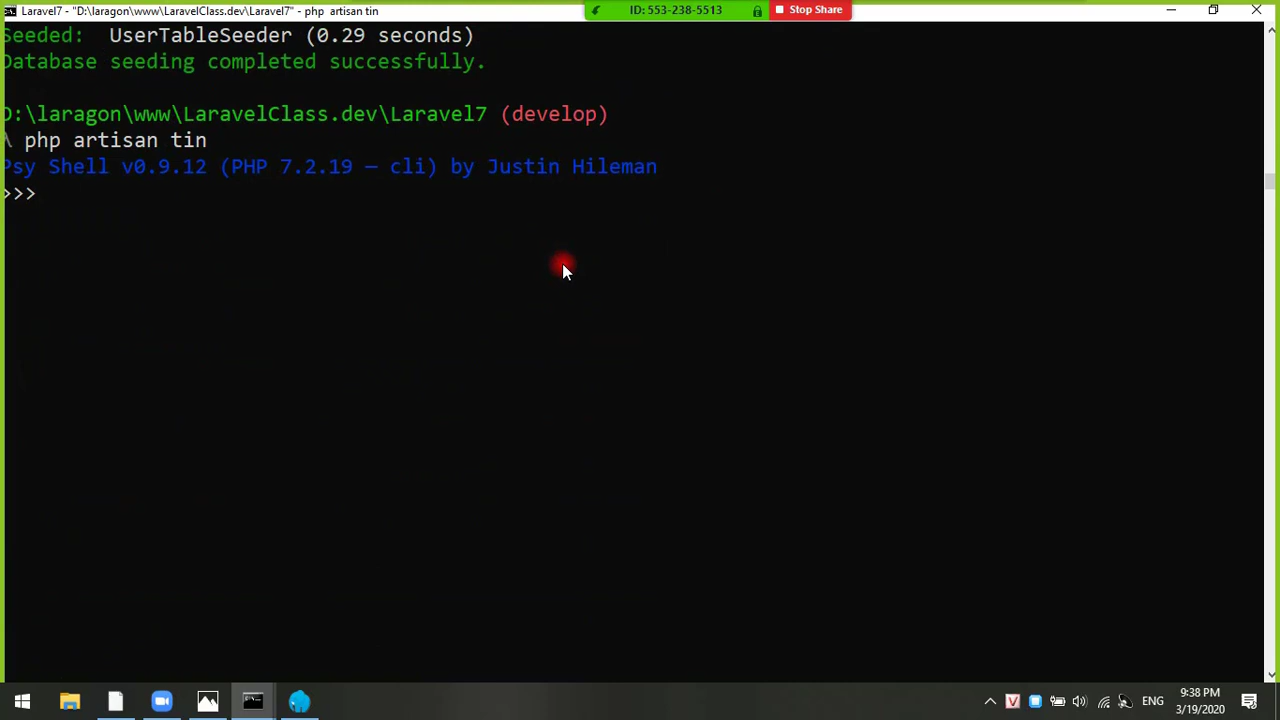 Laravel7 - "D:\laragon\www\LaravelClass.dev\Laravel7" - php  artisan tin
ID: 553-238-5513
Stop Share
Seeded:  UserTableSeeder (0.29 seconds)
Database seeding completed successfully.
D:\laragon\www\LaravelClass.dev\Laravel7 (develop)
λ php artisan tin
Psy Shell v0.9.12 (PHP 7.2.19 — cli) by Justin Hileman
>>>
ENG
9:38 PM
3/19/2020